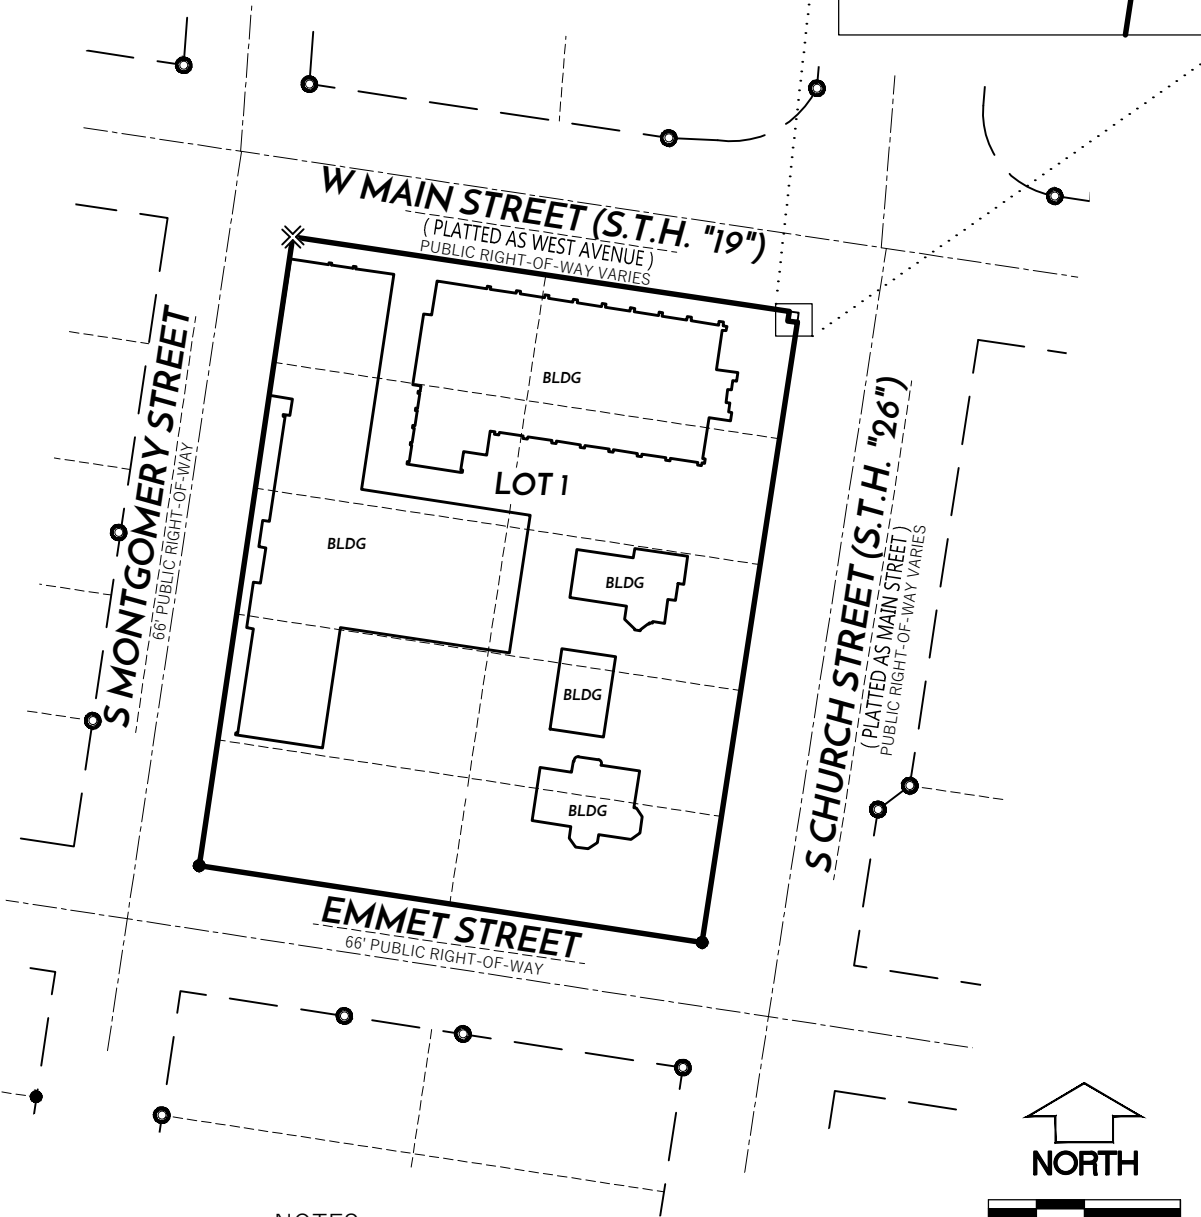 W MAIN STREET (S.T.H. "19")
( PLATTED AS WEST AVENUE )
PUBLIC RIGHT-OF-WAY VARIES
BLDG
LOT 1
BLDG
BLDG
BLDG
BLDG
S MONTGOMERY STREET
66' PUBLIC RIGHT-OF-WAY
S CHURCH STREET (S.T.H. "26")
( PLATTED AS MAIN STREET )
PUBLIC RIGHT-OF-WAY VARIES
EMMET STREET
66' PUBLIC RIGHT-OF-WAY
NORTH
NOTES